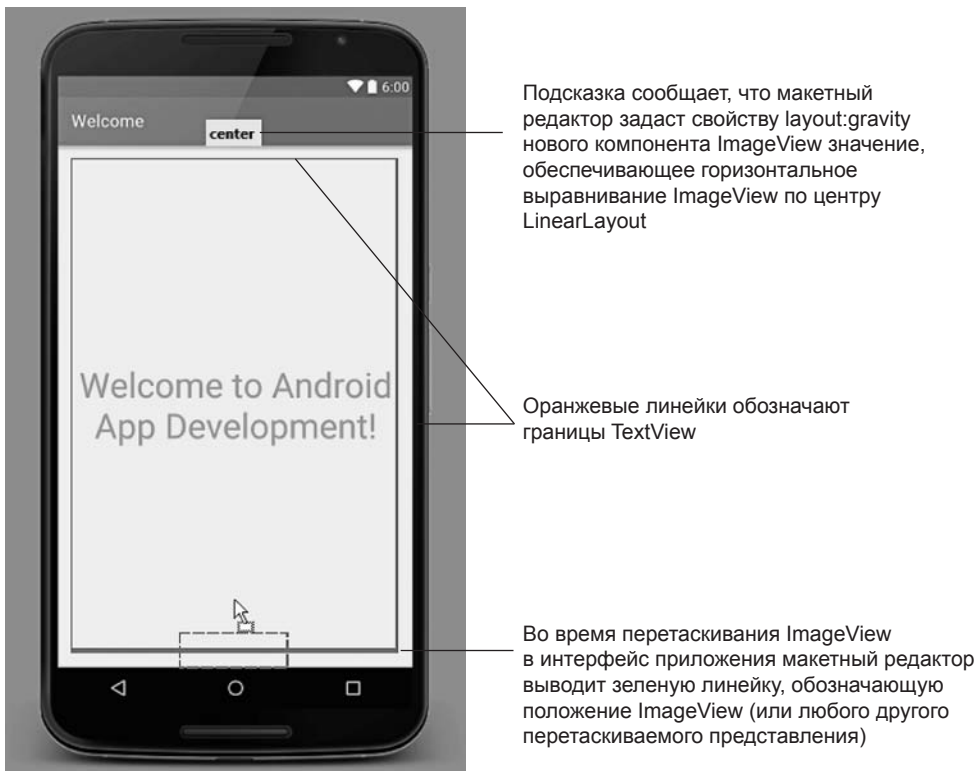 6:00
Welcome
center
Welcome to Android
App Development!
Подсказка сообщает, что макетный
редактор задаст свойству layout:gravity
нового компонента ImageView значение,
обеспечивающее горизонтальное
выравнивание ImageView по центру
LinearLayout
Оранжевые линейки обозначают
границы TextView
Во время перетаскивания ImageView
в интерфейс приложения макетный редактор
выводит зеленую линейку, обозначающую
положение ImageView (или любого другого
перетаскиваемого представления)